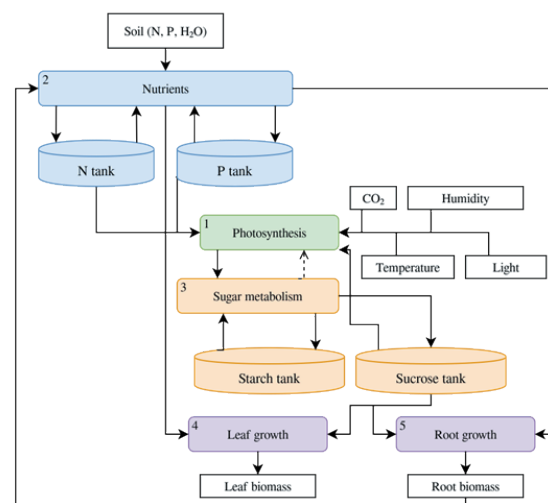 Soil (N, P, H₂O)
2
Nutrients
N tank
P tank
CO₂
Humidity
1
Photosynthesis
Temperature
Light
3
Sugar metabolism
Starch tank
Sucrose tank
4
Leaf growth
5
Root growth
Leaf biomass
Root biomass